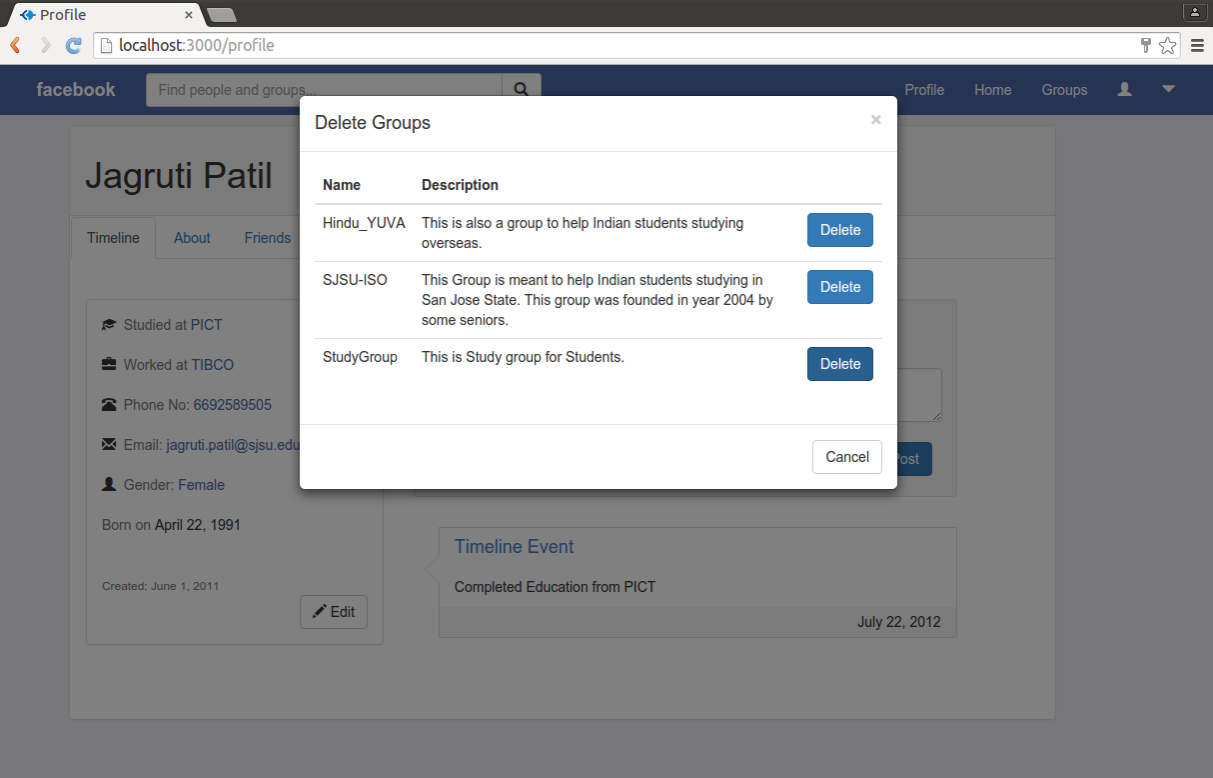 Profile
localhost:3000/profile
facebook
Find people and groups...
Profile Home Groups
Delete Groups
×
Jagruti Patil
Name Description
Hindu_YUVA This is also a group to help Indian students studying
overseas.
Delete
SJSU-ISO This Group is meant to help Indian students studying in
San Jose State. This group was founded in year 2004 by
some seniors.
Delete
StudyGroup This is Study group for Students.
Delete
Cancel
Timeline About Friends
Studied at PICT
Worked at TIBCO
Phone No: 6692589505
Email: jagruti.patil@sjsu.edu
Gender: Female
Born on April 22, 1991
Created: June 1, 2011
Edit
Timeline Event
Completed Education from PICT
July 22, 2012